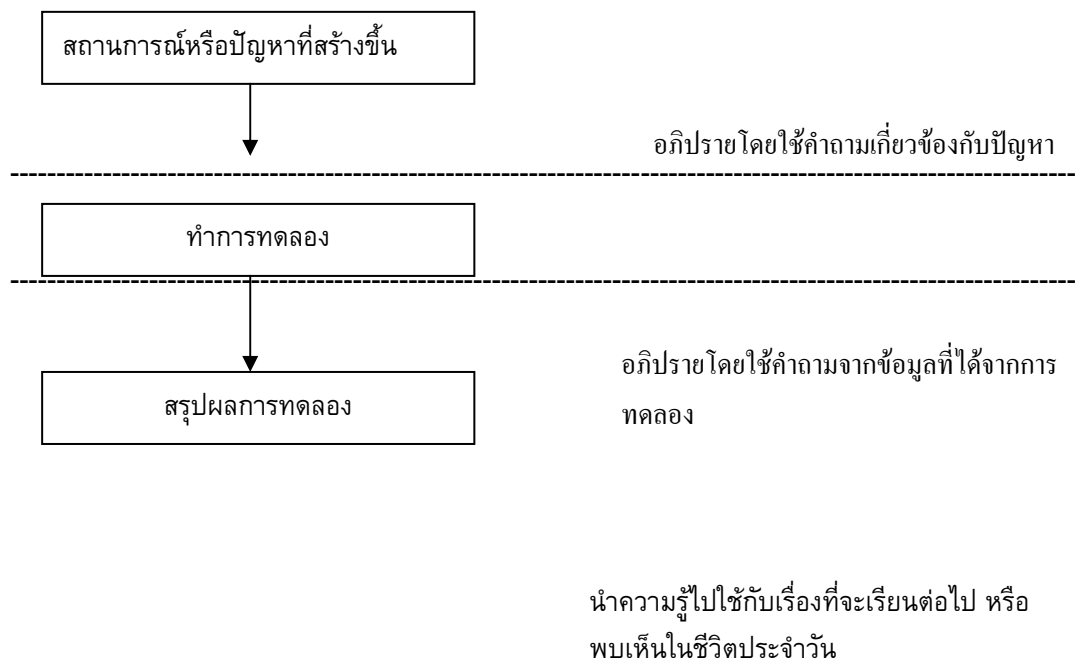 สถานการณ์หรือปัญหาที่สร้างขึ้น
อภิปรายโดยใช้คำถามเกี่ยวข้องกับปัญหา
ทำการทดลอง
อภิปรายโดยใช้คำถามจากข้อมูลที่ได้จากการ
ทดลอง
สรุปผลการทดลอง
นำความรู้ไปใช้กับเรื่องที่จะเรียนต่อไป หรือ
พบเห็นในชีวิตประจำวัน